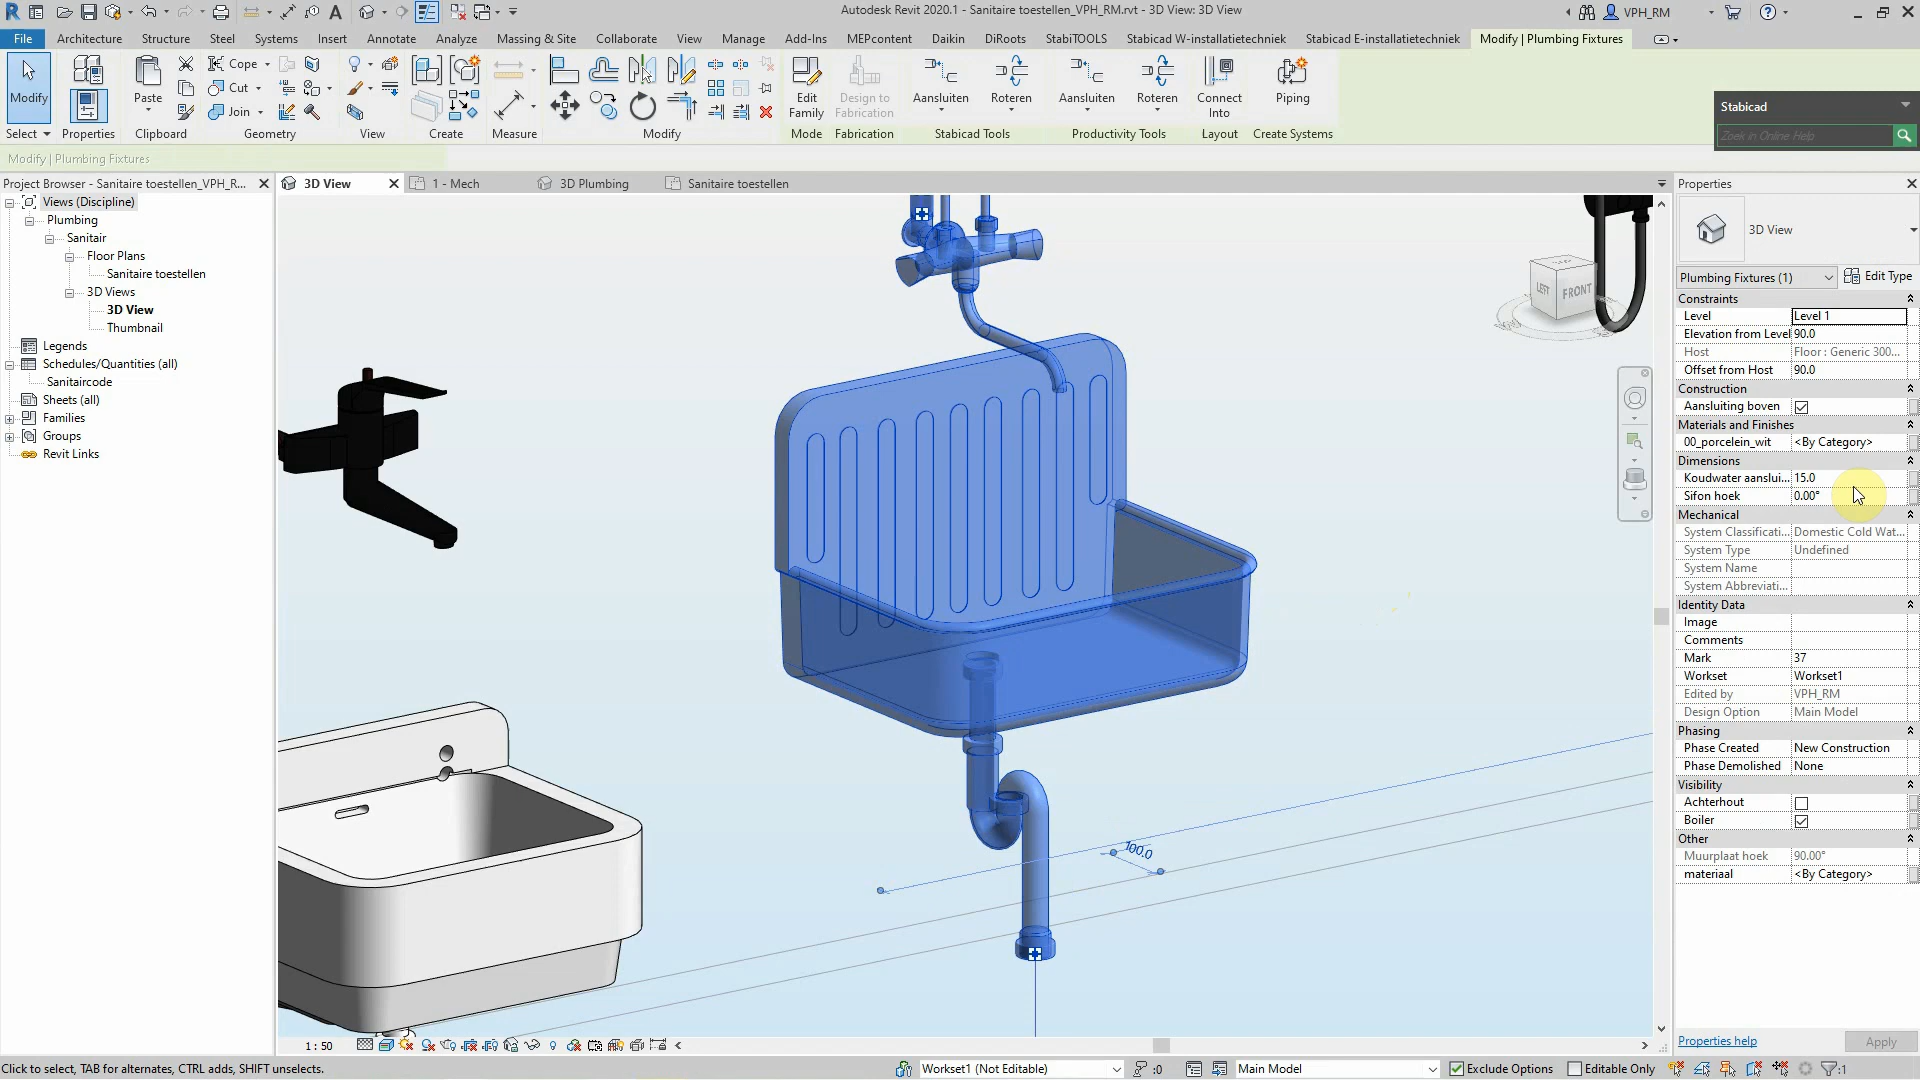 Autodesk Revit 2020.1 - Sanitaire toestellen_VPH_RM.rvt - 3D View: 3D View
VPH_RM
File Architecture Structure Steel Systems Insert Annotate Analyze Massing & Site Collaborate View Manage Add-Ins MEPcontent Daikin DiRoots StabiTOOLS Stabicad W-installatietechniek Stabicad E-installatietechniek Modify | Plumbing Fixtures
Modify
Paste
Cope
Cut
Join
Edit Family
Design to Fabrication
Aansluiten
Roteren
Aansluiten
Roteren
Connect Into
Piping
Select Properties Clipboard Geometry View Create Measure Modify Mode Fabrication Stabicad Tools Productivity Tools Layout Create Systems
Stabicad
Zoek in Online Help
Modify | Plumbing Fixtures
Project Browser - Sanitaire toestellen_VPH_R...
3D View
1 - Mech
3D Plumbing
Sanitaire toestellen
Views (Discipline)
Plumbing
Sanitair
Floor Plans
Sanitaire toestellen
3D Views
3D View
Thumbnail
Legends
Schedules/Quantities (all)
Sanitaircode
Sheets (all)
Families
Groups
Revit Links
LEFT
FRONT
100.0
Properties
3D View
Plumbing Fixtures (1)
Edit Type
Constraints
Level Level 1
Elevation from Level 90.0
Host Floor : Generic 300...
Offset from Host 90.0
Construction
Aansluiting boven
Materials and Finishes
00_porcelein_wit <By Category>
Dimensions
Koudwater aanslui... 15.0
Sifon hoek 0.00°
Mechanical
System Classificati... Domestic Cold Wat...
System Type Undefined
System Name
System Abbreviati...
Identity Data
Image
Comments
Mark 37
Workset Workset1
Edited by VPH_RM
Design Option Main Model
Phasing
Phase Created New Construction
Phase Demolished None
Visibility
Achterhout
Boiler
Other
Muurplaat hoek 90.00°
materiaal <By Category>
Properties help
Apply
1 : 50
Click to select, TAB for alternates, CTRL adds, SHIFT unselects.
Workset1 (Not Editable)
:0
Main Model
Exclude Options
Editable Only
:1